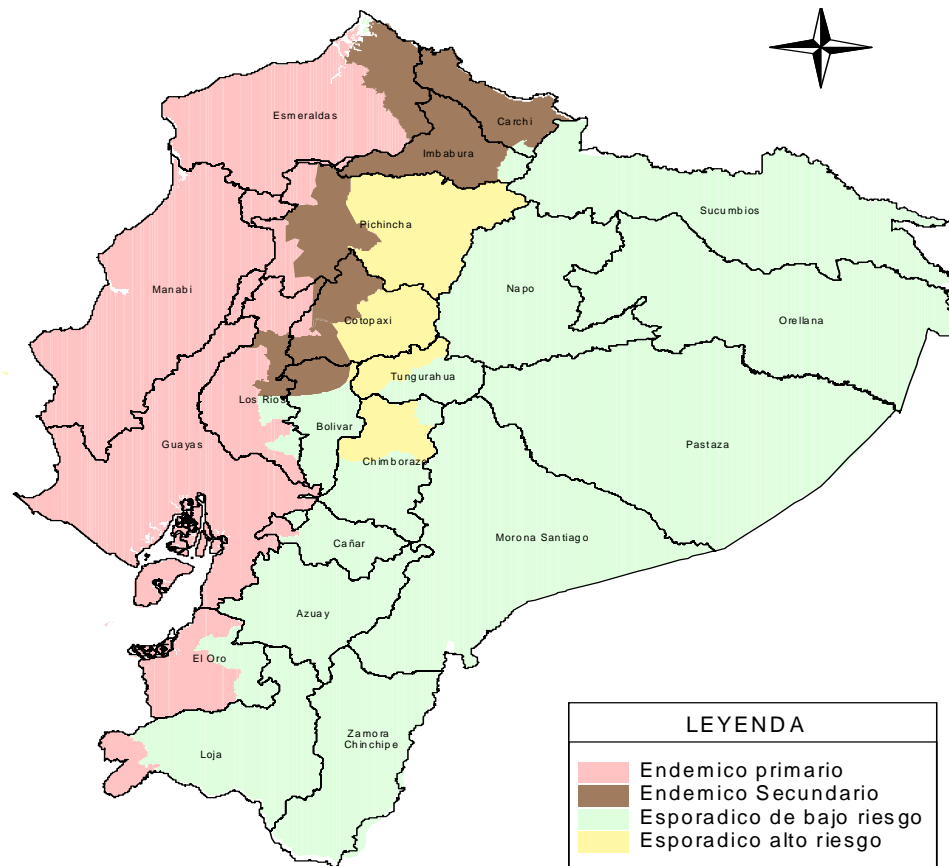 Esmeraldas
Carchi
Imbabura
Sucumbios
Pichincha
Manabi
Napo
Cotopaxi
Orellana
Tungurahua
Los Rios
Bolivar
Guayas
Pastaza
Chimborazo
Morona Santiago
Cañar
Azuay
El Oro
Zamora
Chinchipe
Loja
LEYENDA
Endemico primario
Endemico Secundario
Esporadico de bajo riesgo
Esporadico alto riesgo